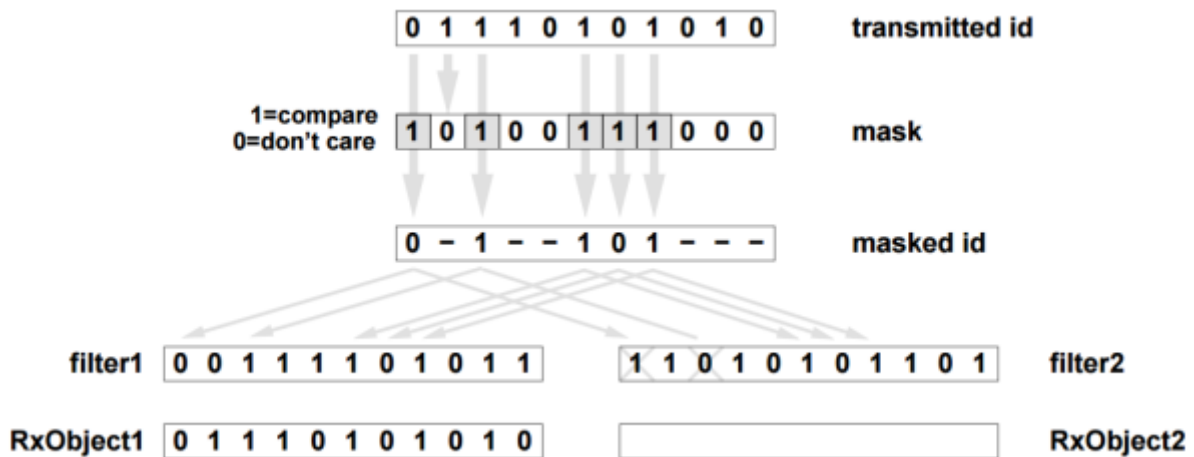 0 1 1 1 0 1 0 1 0 1 0 transmitted id
1=compare
0=don't care
1 0 1 0 0 1 1 1 0 0 0 mask
0 – 1 – – 1 0 1 – – – masked id
filter1 0 0 1 1 1 1 0 1 0 1 1 1 1 0 1 0 1 0 1 1 0 1 filter2
RxObject1 0 1 1 1 0 1 0 1 0 1 0 RxObject2